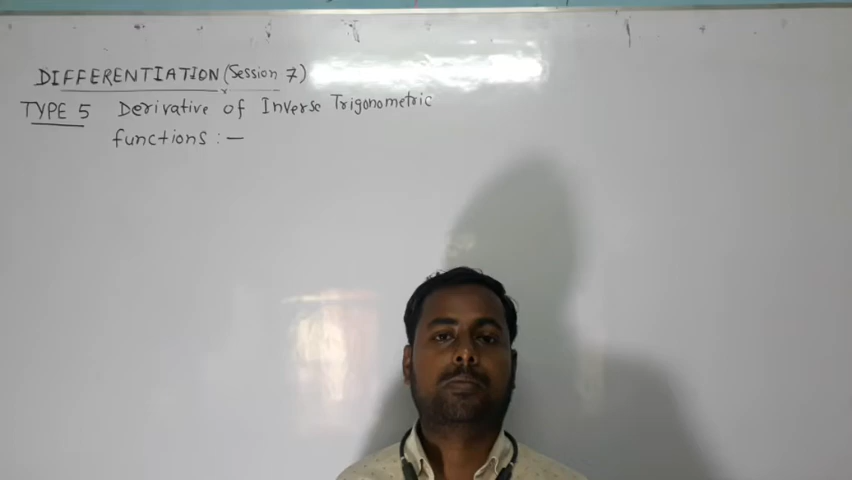 DIFFERENTIATION (Session 7)
TYPE 5 Derivative of Inverse Trigonometric
functions : —